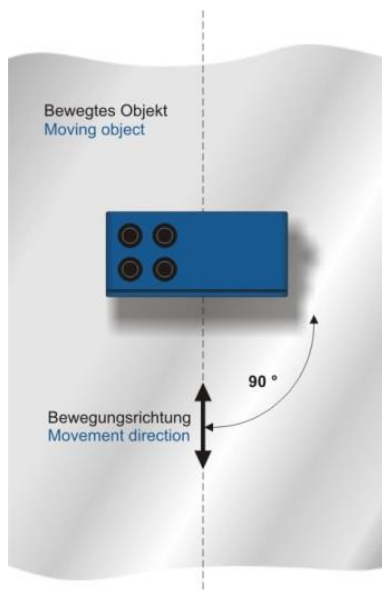 Bewegtes Objekt
Moving object
90 °
Bewegungsrichtung
Movement direction